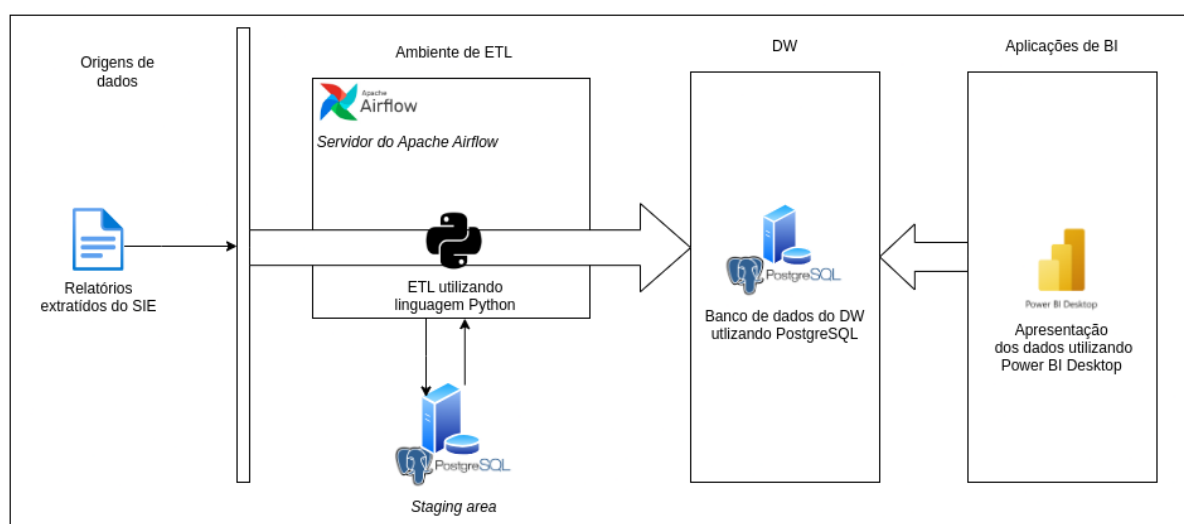 Origens de
dados
Relatórios
extratídos do SIE
Ambiente de ETL
Apache
Airflow
Servidor do Apache Airflow
ETL utilizando
linguagem Python
PostgreSQL
Staging area
DW
PostgreSQL
Banco de dados do DW
utlizando PostgreSQL
Aplicações de BI
Power BI Desktop
Apresentação
dos dados utilizando
Power BI Desktop